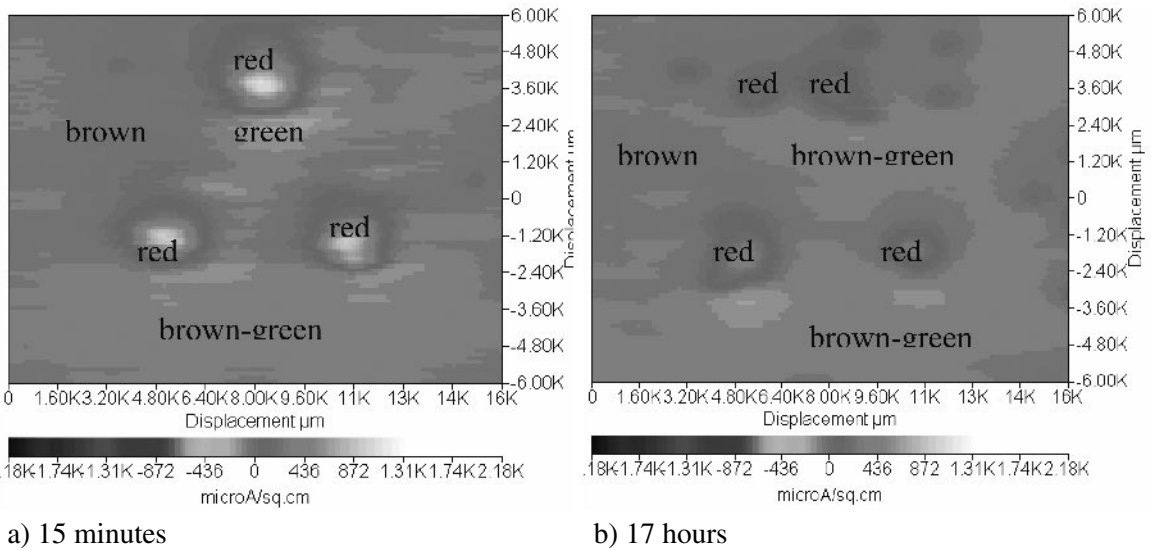 red
brown
green
red
red
brown-green
6.00K
4.80K
3.60K
2.40K
1.20K
0
-1.20K
-2.40K
-3.60K
-4.80K
-6.00K
Displacement µm
0 1.60K 3.20K 4.80K 6.40K 8.00K 9.60K 11K 13K 16K
Displacement µm
.18K 1.74K 1.31K -872 -436 0 436 872 1.31K 1.74K 2.18K
microA/sq.cm
a) 15 minutes
red red
brown brown-green
red red
brown-green
6.00K
4.80K
3.60K
2.40K
1.20K
0
-1.20K
-2.40K
-3.60K
-4.80K
-6.00K
Displacement µm
0 1.60K 3.20K 4.80K 6.40K 8.00K 9.60K 11K 13K 14K 16K
Displacement µm
.18K 1.74K 1.31K -872 -436 0 436 872 1.31K 1.74K 2.18K
microA/sq.cm
b) 17 hours